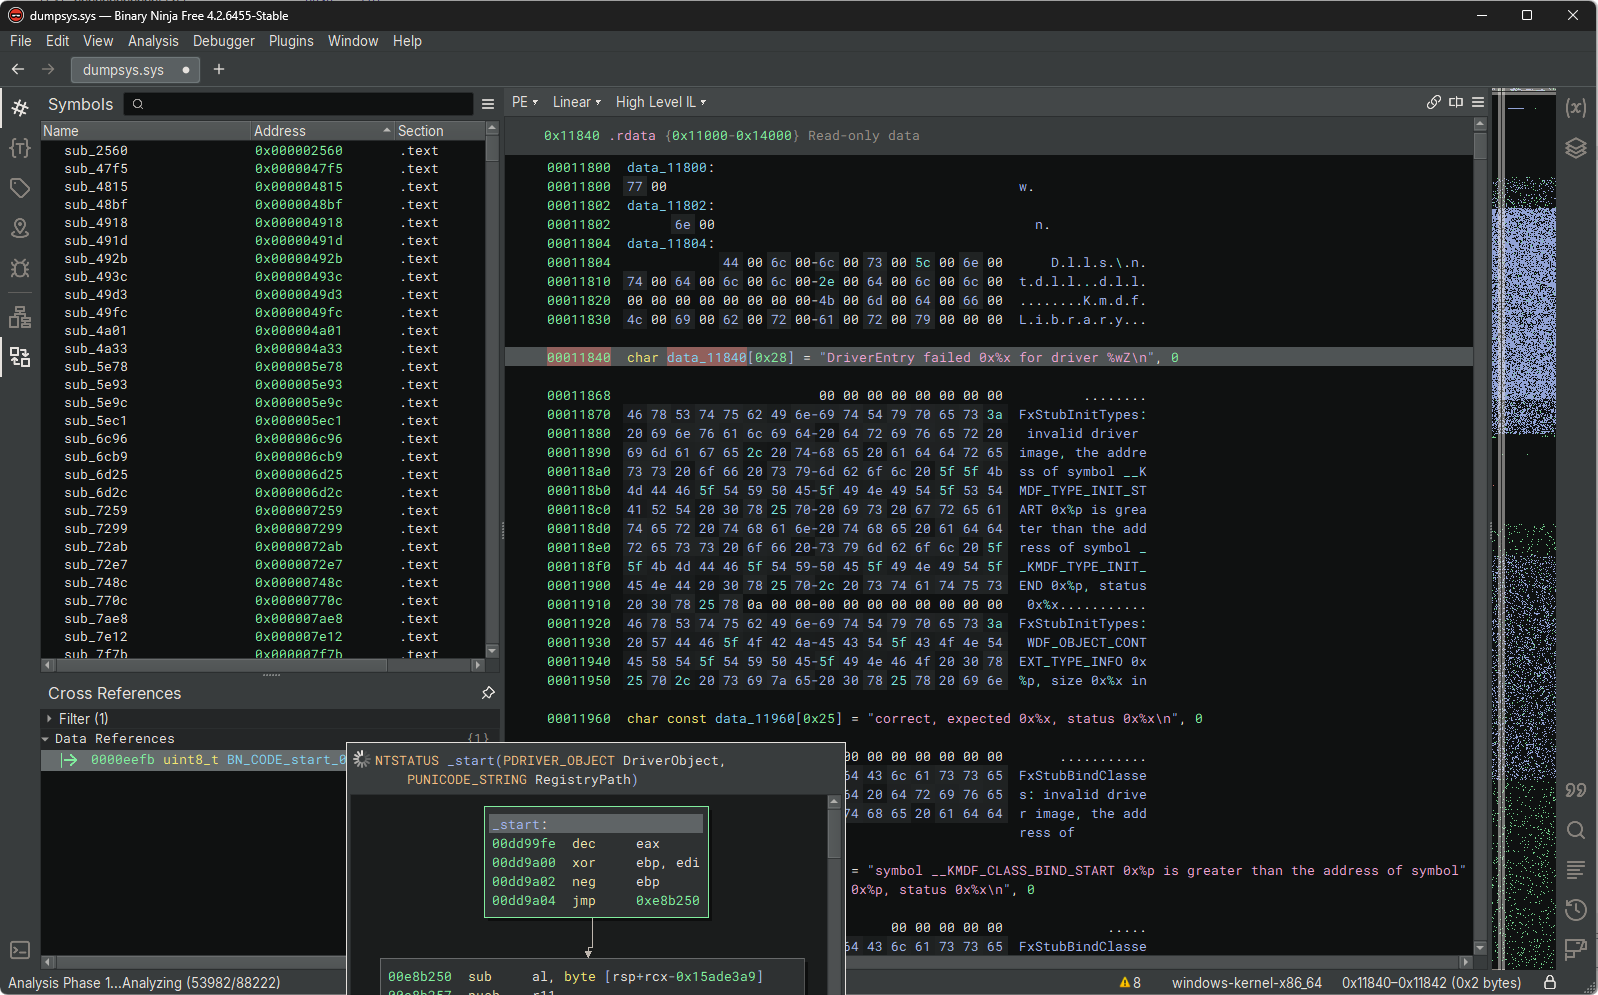 dumpsys.sys — Binary Ninja Free 4.2.6455-Stable
File Edit View Analysis Debugger Plugins Window Help
dumpsys.sys
Symbols
Name Address Section
sub_2560 0x000002560 .text
sub_47f5 0x0000047f5 .text
sub_4815 0x000004815 .text
sub_48bf 0x0000048bf .text
sub_4918 0x000004918 .text
sub_491d 0x00000491d .text
sub_492b 0x00000492b .text
sub_493c 0x00000493c .text
sub_49d3 0x0000049d3 .text
sub_49fc 0x0000049fc .text
sub_4a01 0x000004a01 .text
sub_4a33 0x000004a33 .text
sub_5e78 0x000005e78 .text
sub_5e93 0x000005e93 .text
sub_5e9c 0x000005e9c .text
sub_5ec1 0x000005ec1 .text
sub_6c96 0x000006c96 .text
sub_6cb9 0x000006cb9 .text
sub_6d25 0x000006d25 .text
sub_6d2c 0x000006d2c .text
sub_7259 0x000007259 .text
sub_7299 0x000007299 .text
sub_72ab 0x0000072ab .text
sub_72e7 0x0000072e7 .text
sub_748c 0x00000748c .text
sub_770c 0x00000770c .text
sub_7ae8 0x000007ae8 .text
sub_7e12 0x000007e12 .text
sub_7f7b 0x000007f7b .text
Cross References
Filter (1)
Data References {1}
0000eefb uint8_t BN_CODE_start_0
PE Linear High Level IL
0x11840 .rdata {0x11000-0x14000} Read-only data
00011800 data_11800:
00011800 77 00 w.
00011802 data_11802:
00011802 6e 00 n.
00011804 data_11804:
00011804 44 00 6c 00-6c 00 73 00 5c 00 6e 00 D.l.l.s.\.n.
00011810 74 00 64 00 6c 00 6c 00-2e 00 64 00 6c 00 6c 00 t.d.l.l...d.l.l.
00011820 00 00 00 00 00 00 00 00-4b 00 6d 00 64 00 66 00 ........K.m.d.f.
00011830 4c 00 69 00 62 00 72 00-61 00 72 00 79 00 00 00 L.i.b.r.a.r.y...
00011840 char data_11840[0x28] = "DriverEntry failed 0x%x for driver %wZ\n", 0
00011868 00 00 00 00 00 00 00 00 ........
00011870 46 78 53 74 75 62 49 6e-69 74 54 79 70 65 73 3a FxStubInitTypes:
00011880 20 69 6e 76 61 6c 69 64-20 64 72 69 76 65 72 20 invalid driver
00011890 69 6d 61 67 65 2c 20 74-68 65 20 61 64 64 72 65 image, the addre
000118a0 73 73 20 6f 66 20 73 79-6d 62 6f 6c 20 5f 5f 4b ss of symbol __K
000118b0 4d 44 46 5f 54 59 50 45-5f 49 4e 49 54 5f 53 54 MDF_TYPE_INIT_ST
000118c0 41 52 54 20 30 78 25 70-20 69 73 20 67 72 65 61 ART 0x%p is grea
000118d0 74 65 72 20 74 68 61 6e-20 74 68 65 20 61 64 64 ter than the add
000118e0 72 65 73 73 20 6f 66 20-73 79 6d 62 6f 6c 20 5f ress of symbol _
000118f0 5f 4b 4d 44 46 5f 54 59-50 45 5f 49 4e 49 54 5f _KMDF_TYPE_INIT_
00011900 45 4e 44 20 30 78 25 70-2c 20 73 74 61 74 75 73 END 0x%p, status
00011910 20 30 78 25 78 0a 00 00-00 00 00 00 00 00 00 00 0x%x...........
00011920 46 78 53 74 75 62 49 6e-69 74 54 79 70 65 73 3a FxStubInitTypes:
00011930 20 57 44 46 5f 4f 42 4a-45 43 54 5f 43 4f 4e 54 WDF_OBJECT_CONT
00011940 45 58 54 5f 54 59 50 45-5f 49 4e 46 4f 20 30 78 EXT_TYPE_INFO 0x
00011950 25 70 2c 20 73 69 7a 65-20 30 78 25 78 20 69 6e %p, size 0x%x in
00011960 char const data_11960[0x25] = "correct, expected 0x%x, status 0x%x\n", 0
00 00 00 00 00 00 00 ...........
64 43 6c 61 73 73 65 FxStubBindClasse
64 20 64 72 69 76 65 s: invalid drive
74 68 65 20 61 64 64 r image, the add
ress of
= "symbol __KMDF_CLASS_BIND_START 0x%p is greater than the address of symbol"
0x%p, status 0x%x\n", 0
00 00 00 00 00 .....
64 43 6c 61 73 73 65 FxStubBindClasse
NTSTATUS _start(PDRIVER_OBJECT DriverObject,
PUNICODE_STRING RegistryPath)
_start:
00dd99fe dec eax
00dd9a00 xor ebp, edi
00dd9a02 neg ebp
00dd9a04 jmp 0xe8b250
00e8b250 sub al, byte [rsp+rcx-0x15ade3a9]
00e8b257 push r11
Analysis Phase 1...Analyzing (53982/88222)
8 windows-kernel-x86_64 0x11840–0x11842 (0x2 bytes)